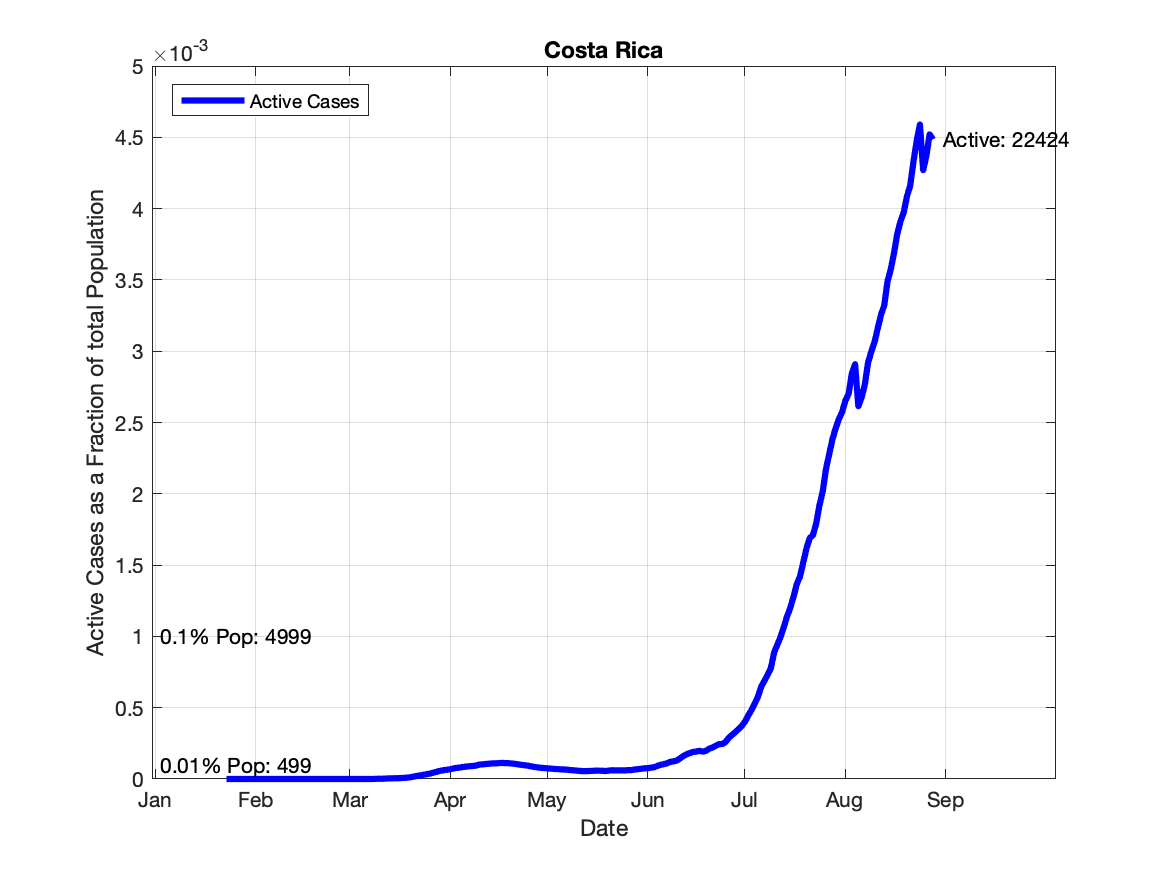 Costa Rica
×10-3
Active Cases
5
4.5
4
3.5
3
2.5
2
1.5
1
0.5
0
Active Cases as a Fraction of total Population
Active: 22424
0.1% Pop: 4999
0.01% Pop: 499
Jan Feb Mar Apr May Jun Jul Aug Sep
Date